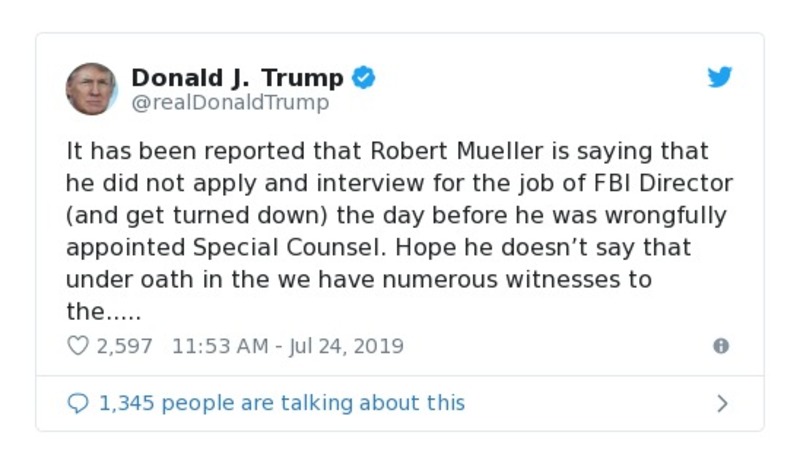 Donald J. Trump
@realDonaldTrump
It has been reported that Robert Mueller is saying that
he did not apply and interview for the job of FBI Director
(and get turned down) the day before he was wrongfully
appointed Special Counsel. Hope he doesn’t say that
under oath in the we have numerous witnesses to
the.....
2,597 11:53 AM - Jul 24, 2019
1,345 people are talking about this